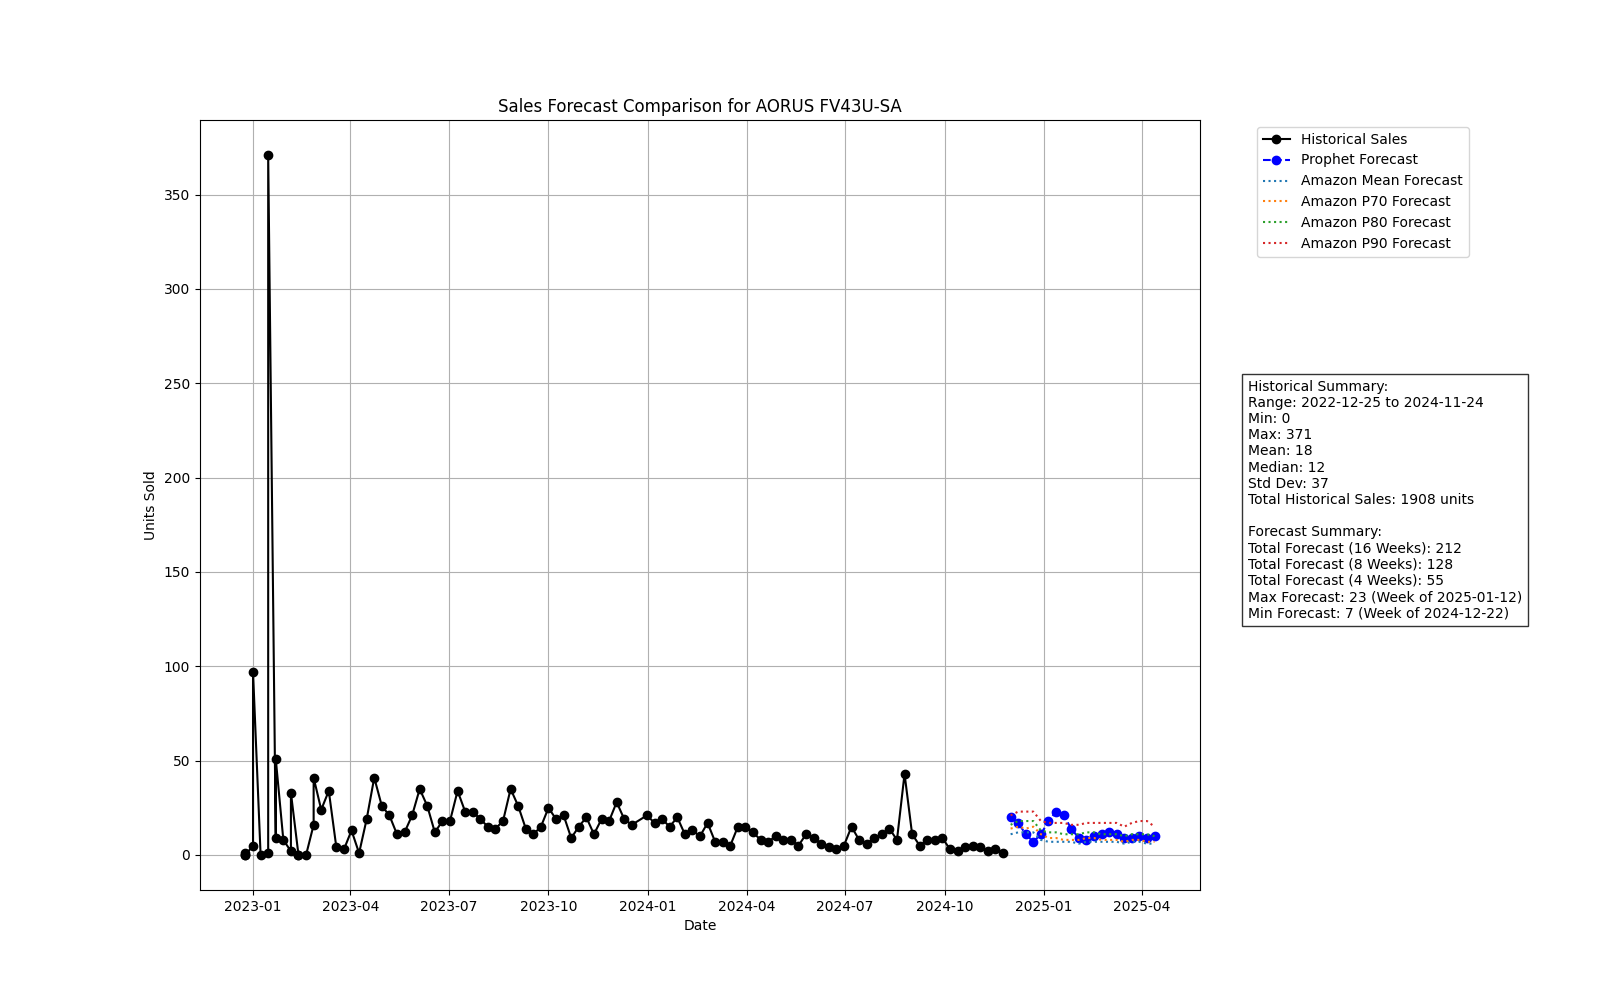 Sales Forecast Comparison for AORUS FV43U-SA
Historical Sales
Prophet Forecast
Amazon Mean Forecast
Amazon P70 Forecast
Amazon P80 Forecast
Amazon P90 Forecast
Units Sold
350
300
250
200
150
100
50
0
2023-01
2023-04
2023-07
2023-10
2024-01
2024-04
2024-07
2024-10
2025-01
2025-04
Date
Historical Summary:
Range: 2022-12-25 to 2024-11-24
Min: 0
Max: 371
Mean: 18
Median: 12
Std Dev: 37
Total Historical Sales: 1908 units
Forecast Summary:
Total Forecast (16 Weeks): 212
Total Forecast (8 Weeks): 128
Total Forecast (4 Weeks): 55
Max Forecast: 23 (Week of 2025-01-12)
Min Forecast: 7 (Week of 2024-12-22)